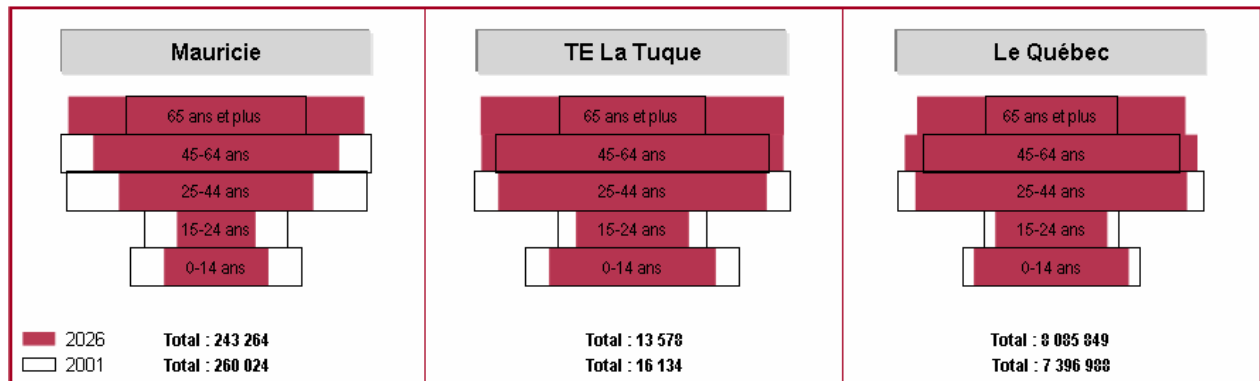 Mauricie
65 ans et plus
45-64 ans
25-44 ans
15-24 ans
0-14 ans
2026 Total : 243 264
2001 Total : 260 024
TE La Tuque
65 ans et plus
45-64 ans
25-44 ans
15-24 ans
0-14 ans
Total : 13 578
Total : 16 134
Le Québec
65 ans et plus
45-64 ans
25-44 ans
15-24 ans
0-14 ans
Total : 8 085 849
Total : 7 396 988